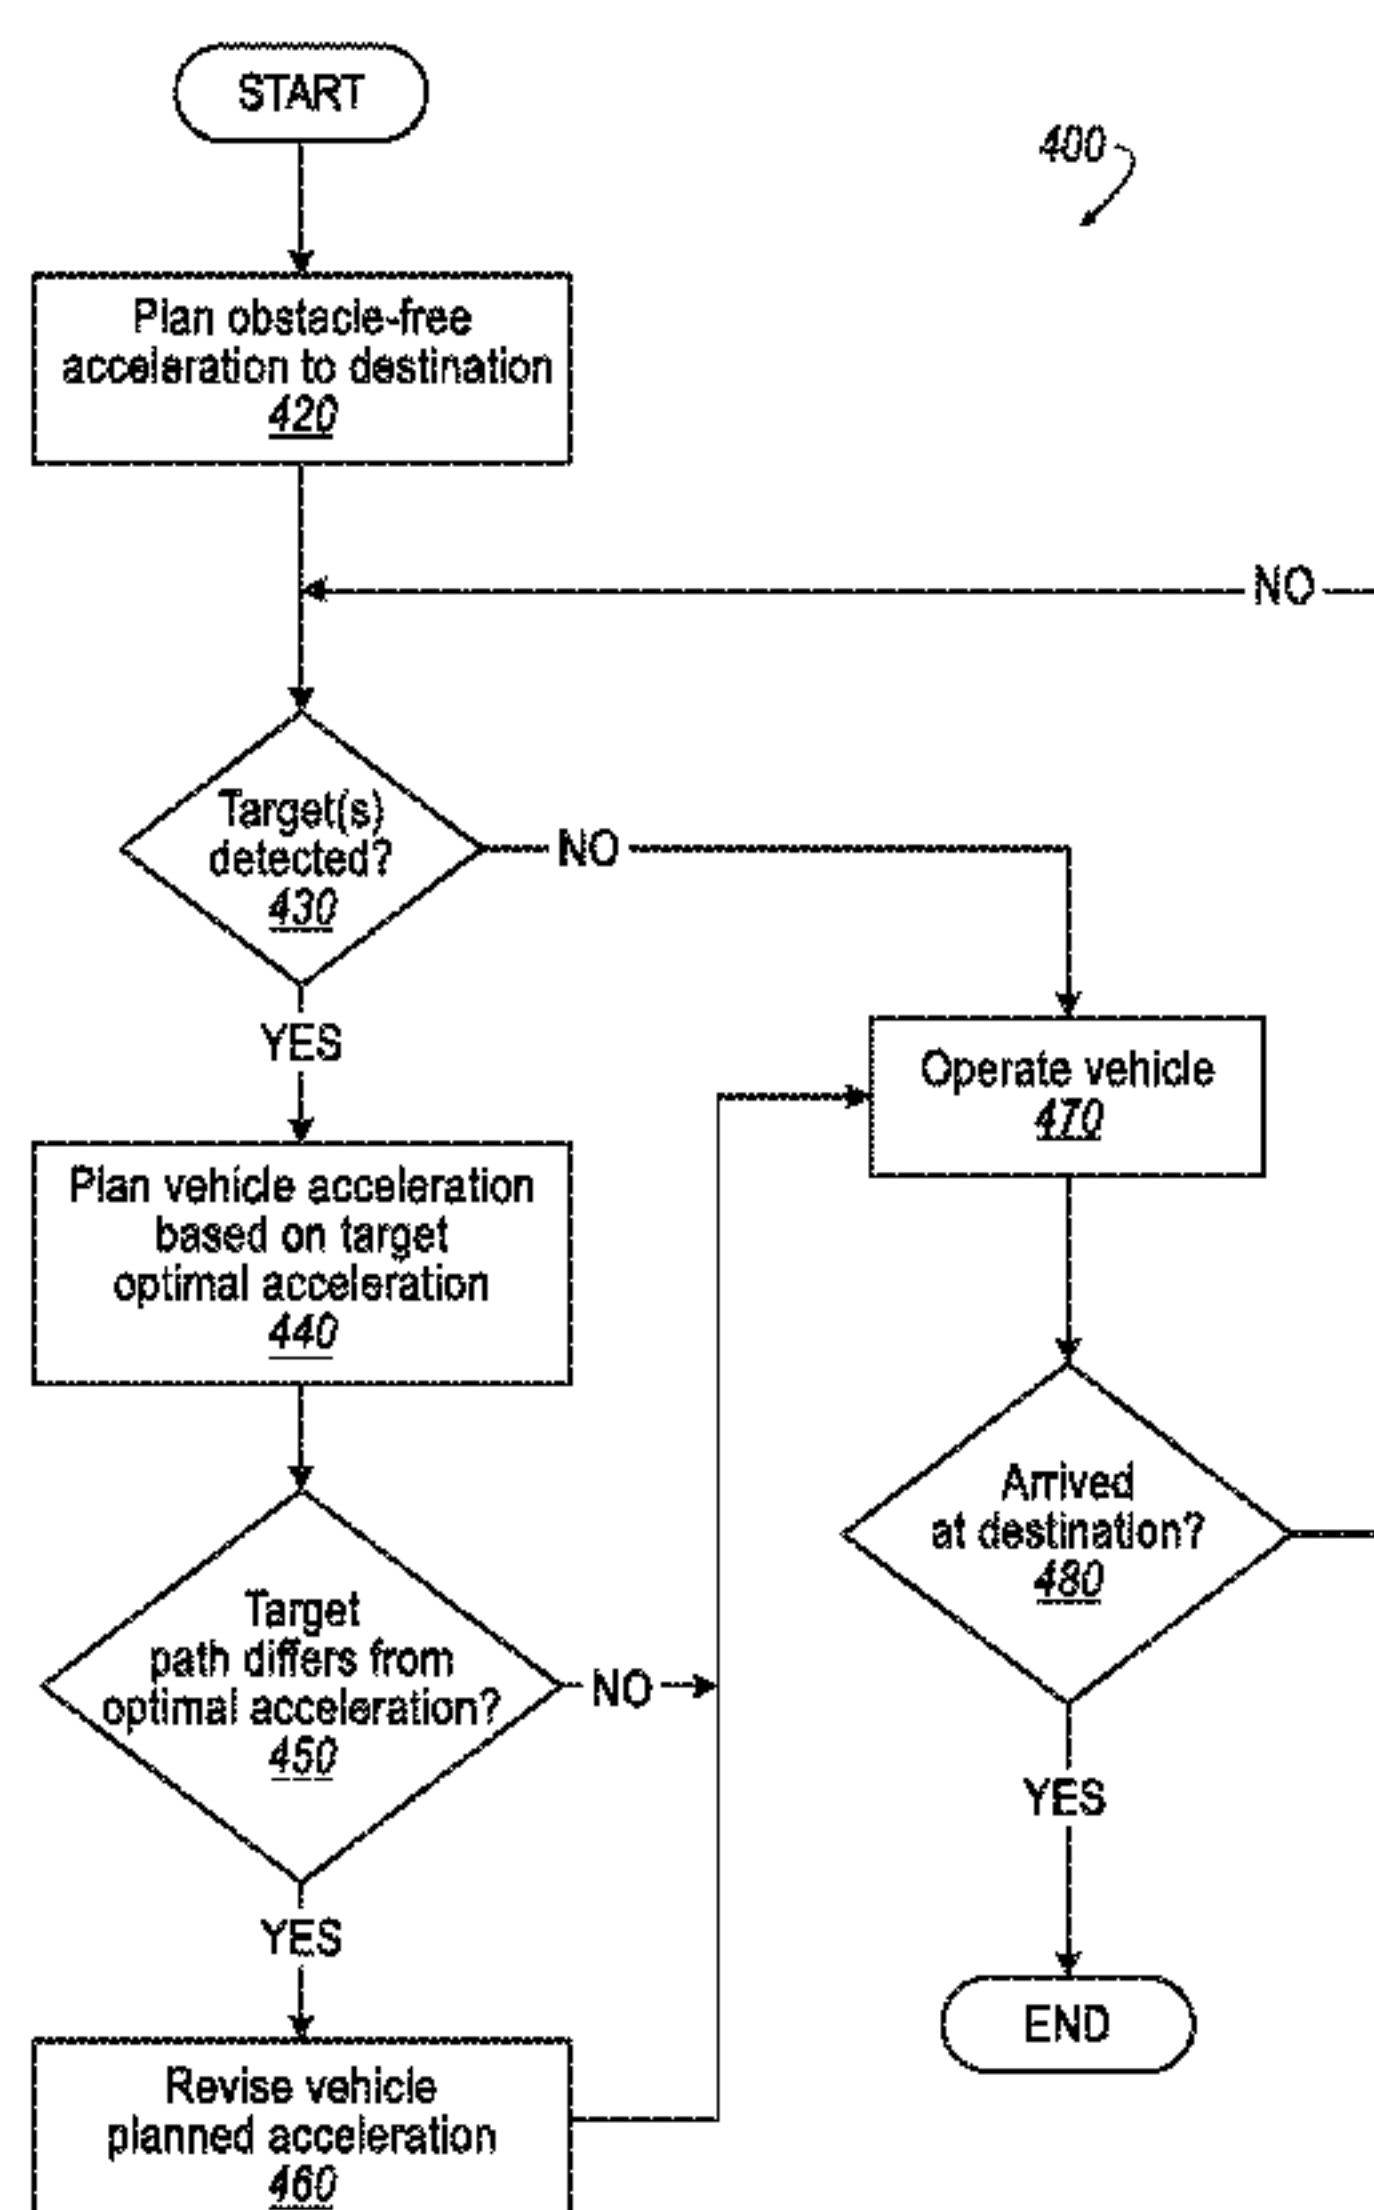 START
400
Plan obstacle-free
acceleration to destination
420
NO
Target(s)
detected?
430
NO
YES
Operate vehicle
470
Plan vehicle acceleration
based on target
optimal acceleration
440
Arrived
at destination?
480
Target
path differs from
optimal acceleration?
450
NO
YES
YES
END
Revise vehicle
planned acceleration
460